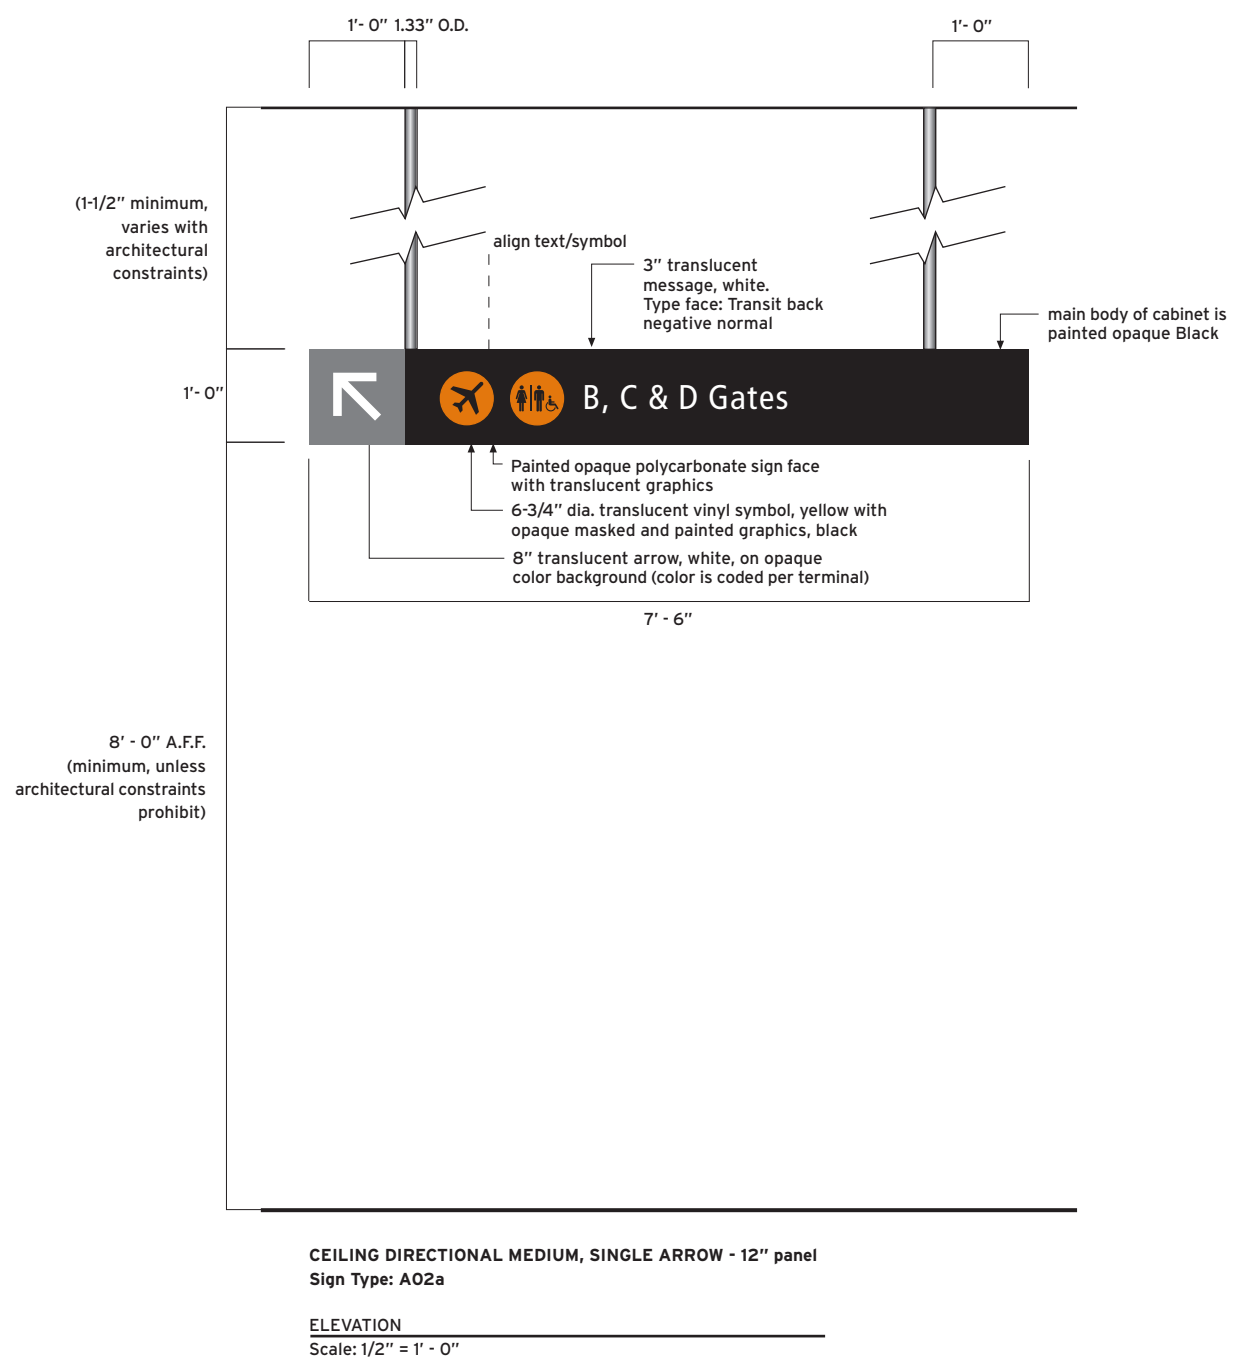 1'- 0" 1.33" O.D.
1'- 0"
(1-1/2" minimum,
varies with
architectural
constraints)
align text/symbol
3" translucent
message, white.
Type face: Transit back
negative normal
main body of cabinet is
painted opaque Black
1'- 0"
B, C & D Gates
Painted opaque polycarbonate sign face
with translucent graphics
6-3/4" dia. translucent vinyl symbol, yellow with
opaque masked and painted graphics, black
8" translucent arrow, white, on opaque
color background (color is coded per terminal)
7' - 6"
8' - 0" A.F.F.
(minimum, unless
architectural constraints
prohibit)
CEILING DIRECTIONAL MEDIUM, SINGLE ARROW - 12" panel
Sign Type: A02a
ELEVATION
Scale: 1/2" = 1' - 0"